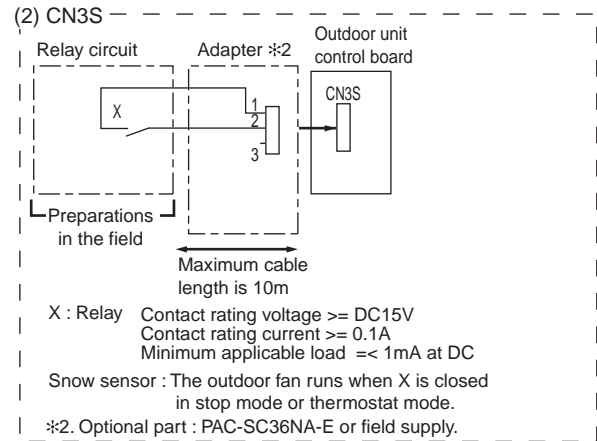 (2) CN3S
Relay circuit
Adapter ✻2
Outdoor unit
control board
CN3S
X
1
2
3
Preparations
in the field
Maximum cable
length is 10m
X : Relay
Contact rating voltage >= DC15V
Contact rating current >= 0.1A
Minimum applicable load =< 1mA at DC
Snow sensor : The outdoor fan runs when X is closed
in stop mode or thermostat mode.
✻2. Optional part : PAC-SC36NA-E or field supply.